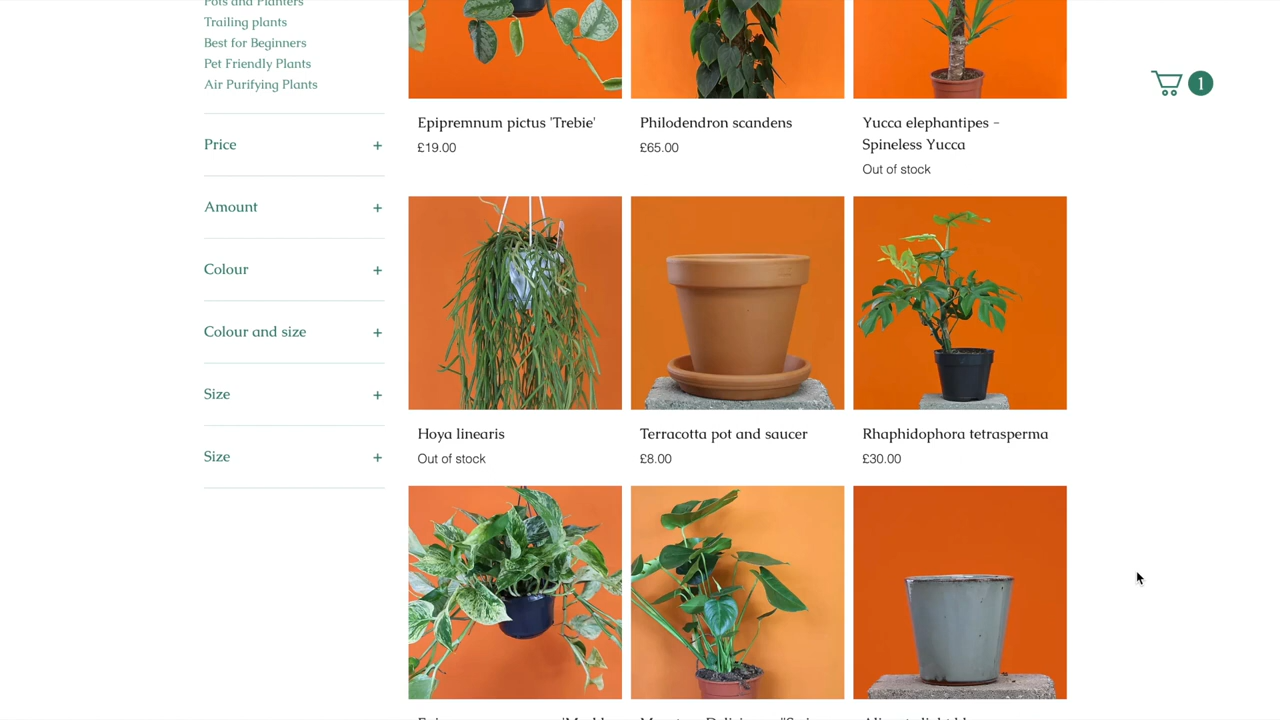 Pots and Planters
Trailing plants
Best for Beginners
Pet Friendly Plants
Air Purifying Plants
Price +
Amount +
Colour +
Colour and size +
Size +
Size +
1
Epipremnum pictus 'Trebie'
£19.00
Philodendron scandens
£65.00
Yucca elephantipes -
Spineless Yucca
Out of stock
Hoya linearis
Out of stock
Terracotta pot and saucer
£8.00
Rhaphidophora tetrasperma
£30.00